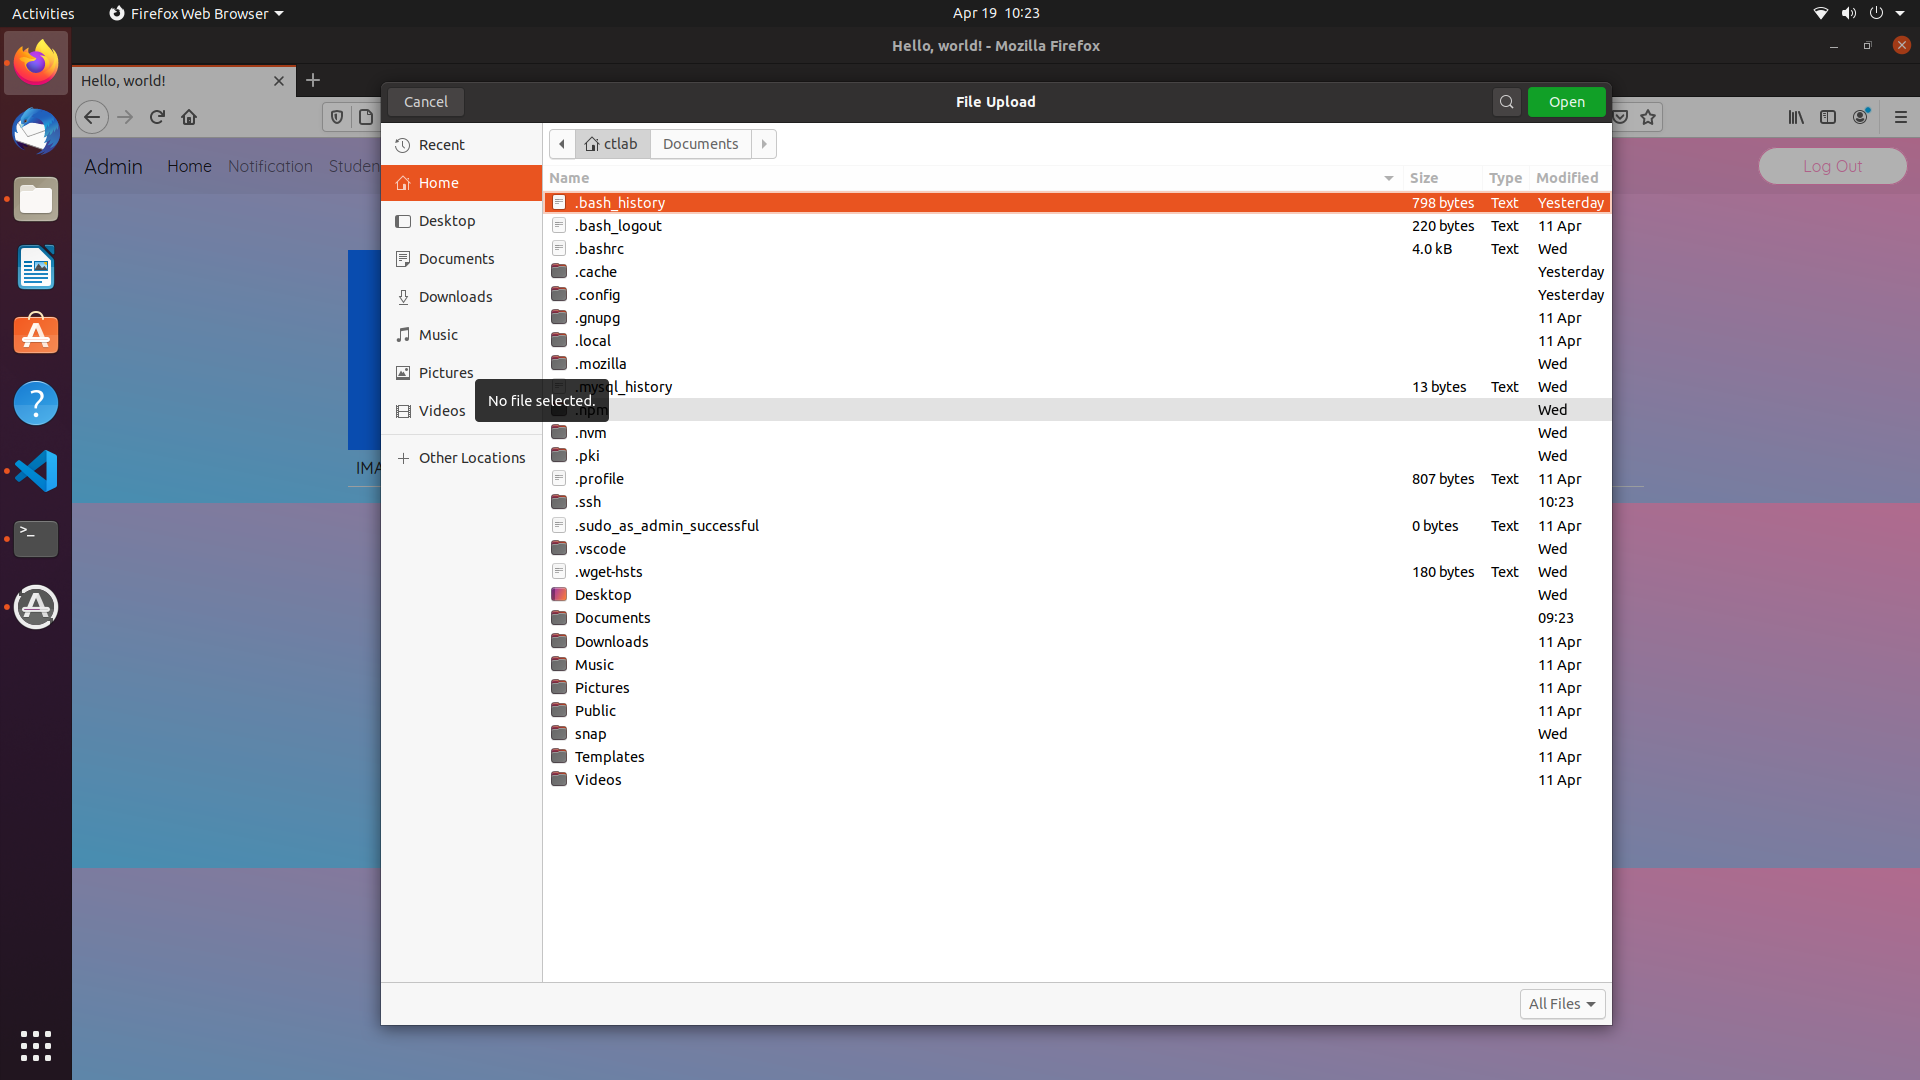 Activities Firefox Web Browser Apr 19 10:23
Hello, world! - Mozilla Firefox
Hello, world!
Cancel File Upload Open
Admin Home Notification Studen Log Out
Recent
Home
Desktop
Documents
Downloads
Music
Pictures
Videos
Other Locations
No file selected.
IMA
ctlab Documents
Name Size Type Modified
.bash_history 798 bytes Text Yesterday
.bash_logout 220 bytes Text 11 Apr
.bashrc 4.0 kB Text Wed
.cache Yesterday
.config Yesterday
.gnupg 11 Apr
.local 11 Apr
.mozilla Wed
.mysql_history 13 bytes Text Wed
.npm Wed
.nvm Wed
.pki Wed
.profile 807 bytes Text 11 Apr
.ssh 10:23
.sudo_as_admin_successful 0 bytes Text 11 Apr
.vscode Wed
.wget-hsts 180 bytes Text Wed
Desktop Wed
Documents 09:23
Downloads 11 Apr
Music 11 Apr
Pictures 11 Apr
Public 11 Apr
snap Wed
Templates 11 Apr
Videos 11 Apr
All Files